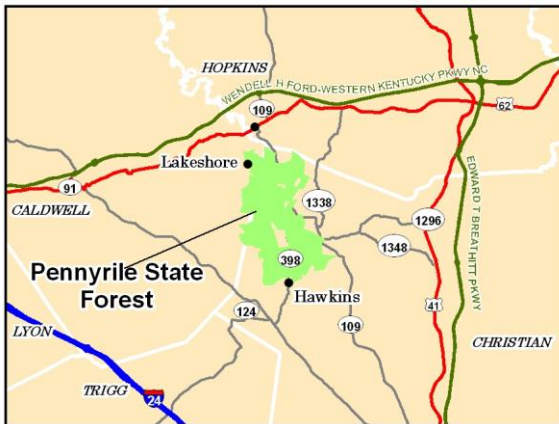 HOPKINS
WENDELL H FORD-WESTERN KENTUCKY PKWY NC
109
62
Lakeshore
91
CALDWELL
1338
1296
1348
EDWARD T BREATHITT PKWY
Pennyrile State
Forest
398
Hawkins
41
LYON
124
109
CHRISTIAN
TRIGG
24